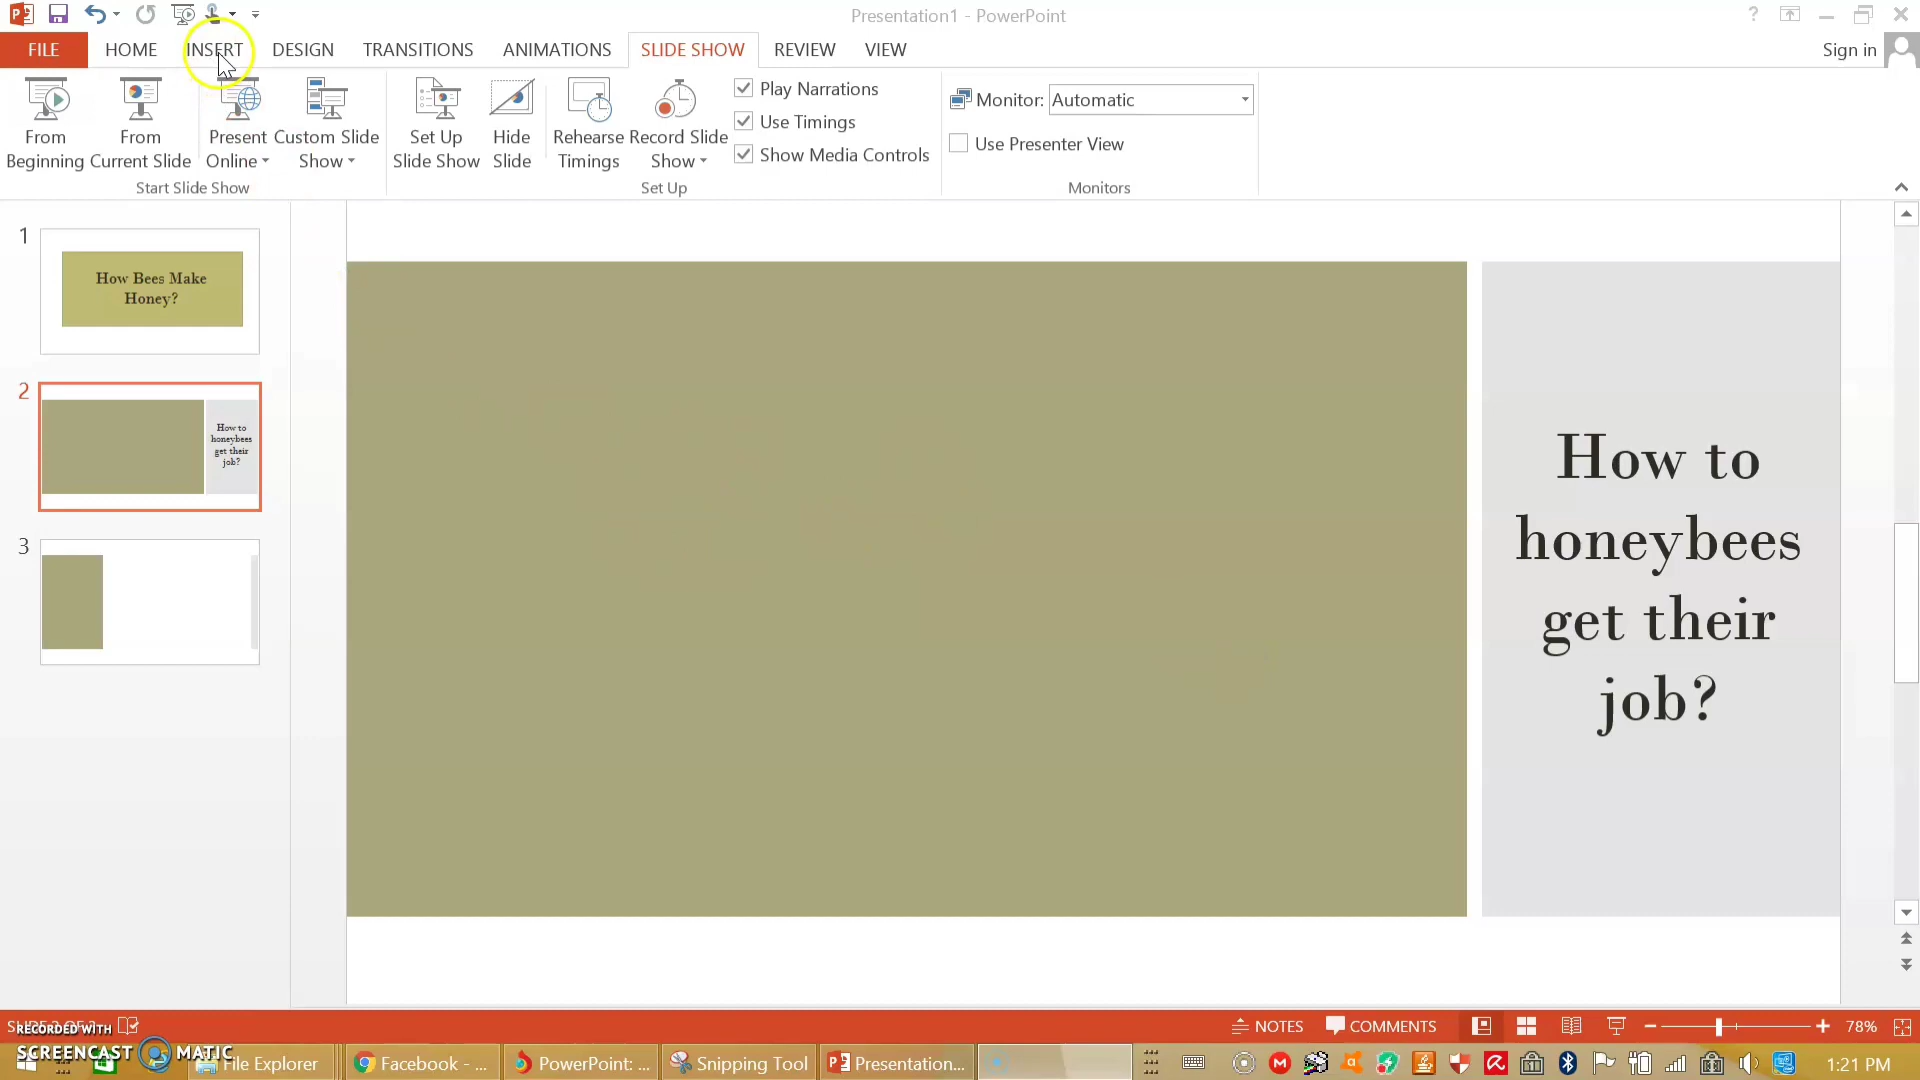 Presentation1 - PowerPoint
?
FILE HOME INSERT DESIGN TRANSITIONS ANIMATIONS SLIDE SHOW REVIEW VIEW
Sign in
From Beginning
From Current Slide
Present Online
Custom Slide Show
Start Slide Show
Set Up Slide Show
Hide Slide
Rehearse Timings
Record Slide Show
Play Narrations
Use Timings
Show Media Controls
Set Up
Monitor: Automatic
Use Presenter View
Monitors
1
How Bees Make
Honey?
2
How to
honeybees
get their
job?
3
How to
honeybees
get their
job?
NOTES COMMENTS 78%
RECORDED WITH
SCREENCAST MATIC
File Explorer Facebook - ... PowerPoint: ... Snipping Tool Presentation... 1:21 PM